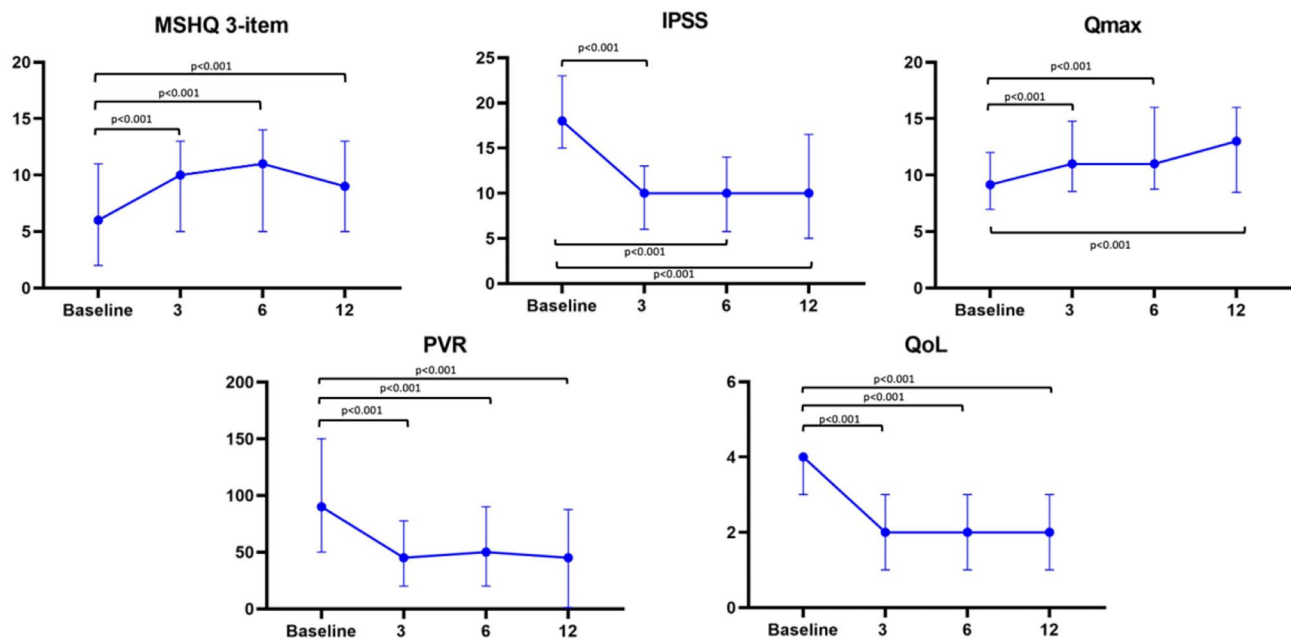 MSHQ 3-item
20
15
10
5
0
p<0.001
p<0.001
p<0.001
Baseline 3 6 12
IPSS
25
20
15
10
5
0
p<0.001
p<0.001
p<0.001
Baseline 3 6 12
Qmax
20
15
10
5
0
p<0.001
p<0.001
p<0.001
Baseline 3 6 12
PVR
200
150
100
50
0
p<0.001
p<0.001
p<0.001
Baseline 3 6 12
QoL
6
4
2
0
p<0.001
p<0.001
p<0.001
Baseline 3 6 12